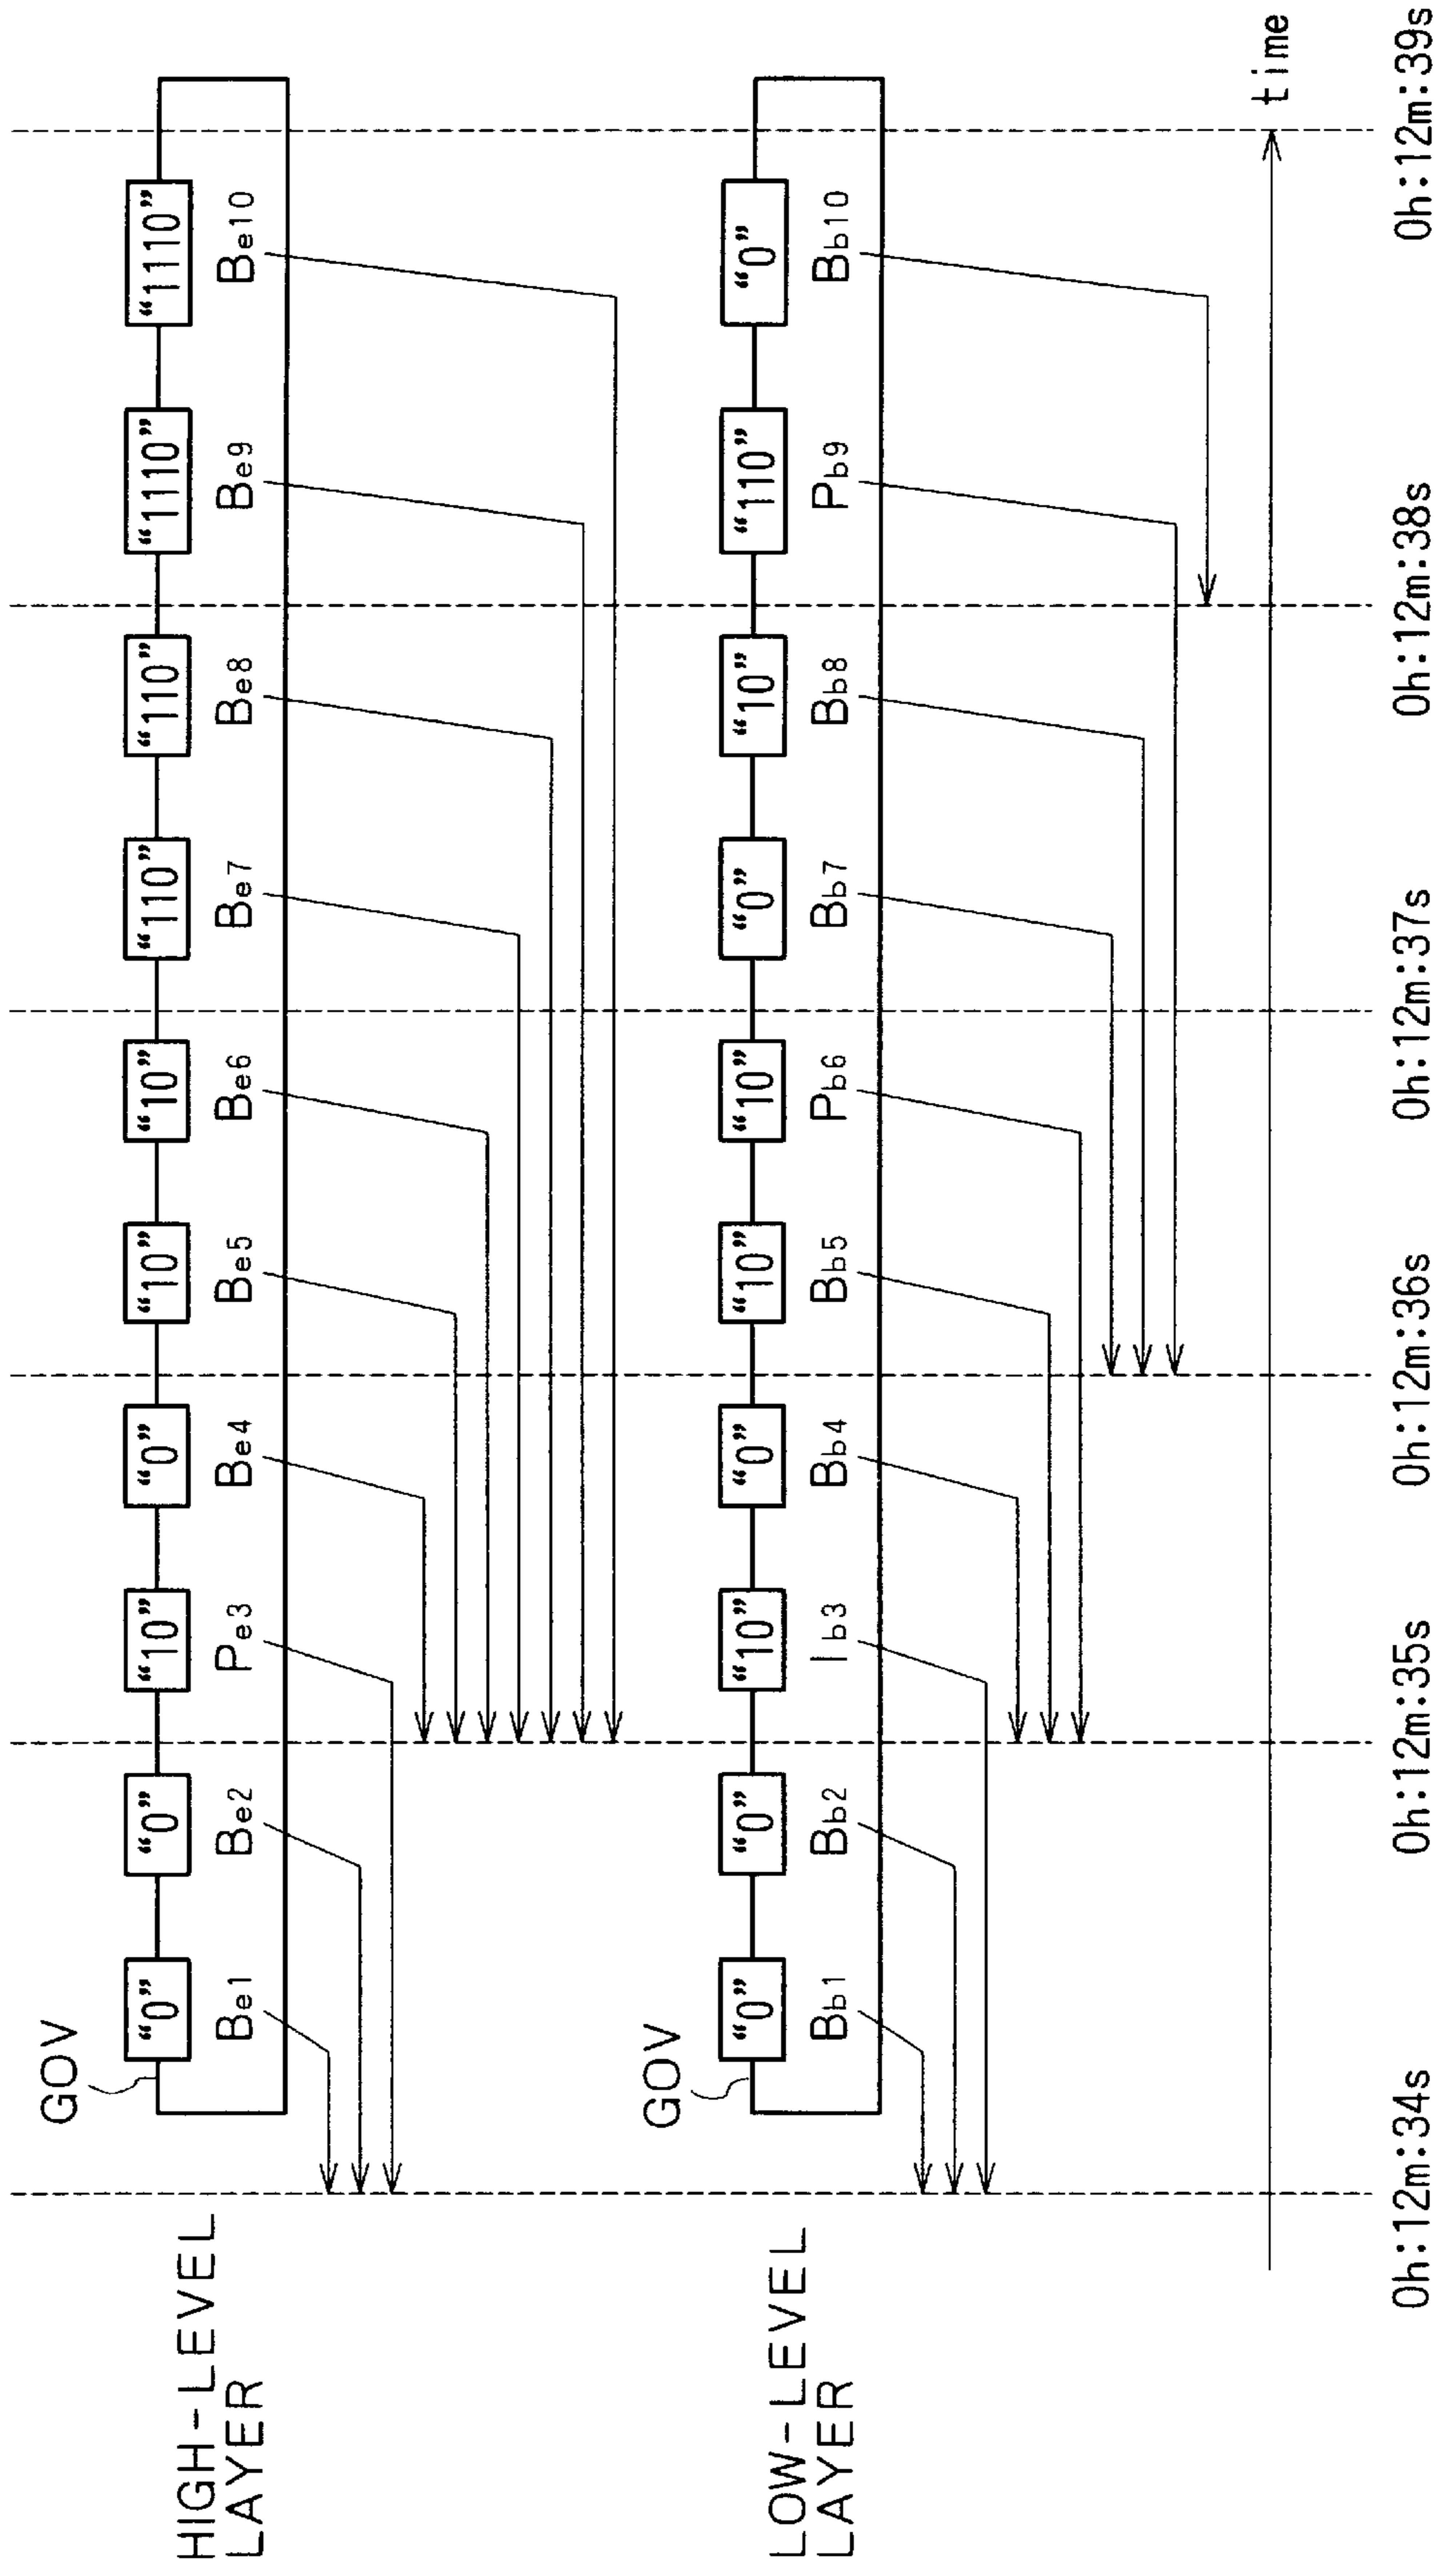 GOV
HIGH-LEVEL
LAYER
“0” “0” “10” “0” “10” “10” “110” “110” “1110” “1110”
Be1 Be2 Pe3 Be4 Be5 Be6 Be7 Be8 Be9 Be10
GOV
LOW-LEVEL
LAYER
“0” “0” “10” “0” “10” “10” “0” “10” “110” “0”
Bb1 Bb2 Ib3 Bb4 Bb5 Pb6 Bb7 Bb8 Pb9 Bb10
time
0h:12m:34s 0h:12m:35s 0h:12m:36s 0h:12m:37s 0h:12m:38s 0h:12m:39s